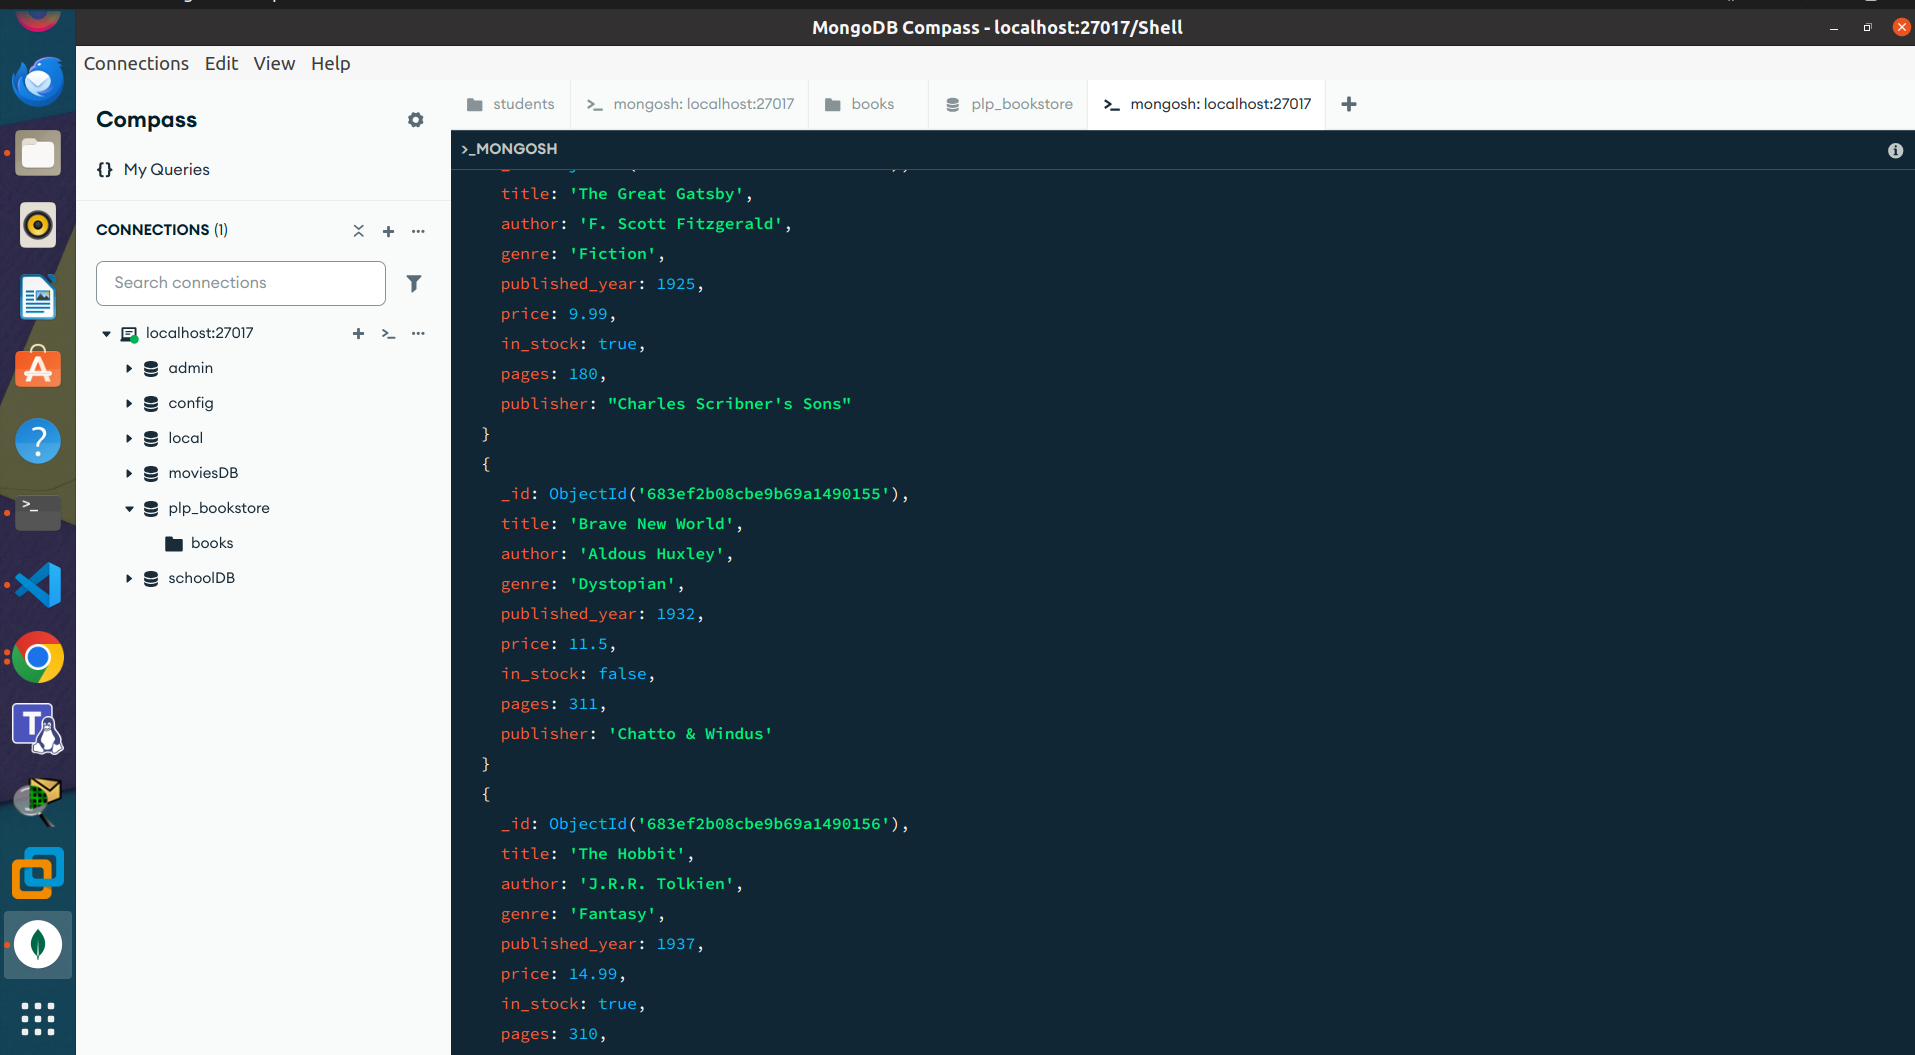 MongoDB Compass - localhost:27017/Shell
Connections Edit View Help
Compass
{} My Queries
CONNECTIONS (1)
Search connections
localhost:27017
admin
config
local
moviesDB
plp_bookstore
books
schoolDB
students
>_ mongosh: localhost:27017
books
plp_bookstore
>_ mongosh: localhost:27017
>_MONGOSH
title: 'The Great Gatsby',
author: 'F. Scott Fitzgerald',
genre: 'Fiction',
published_year: 1925,
price: 9.99,
in_stock: true,
pages: 180,
publisher: "Charles Scribner's Sons"
}
{
_id: ObjectId('683ef2b08cbe9b69a1490155'),
title: 'Brave New World',
author: 'Aldous Huxley',
genre: 'Dystopian',
published_year: 1932,
price: 11.5,
in_stock: false,
pages: 311,
publisher: 'Chatto & Windus'
}
{
_id: ObjectId('683ef2b08cbe9b69a1490156'),
title: 'The Hobbit',
author: 'J.R.R. Tolkien',
genre: 'Fantasy',
published_year: 1937,
price: 14.99,
in_stock: true,
pages: 310,